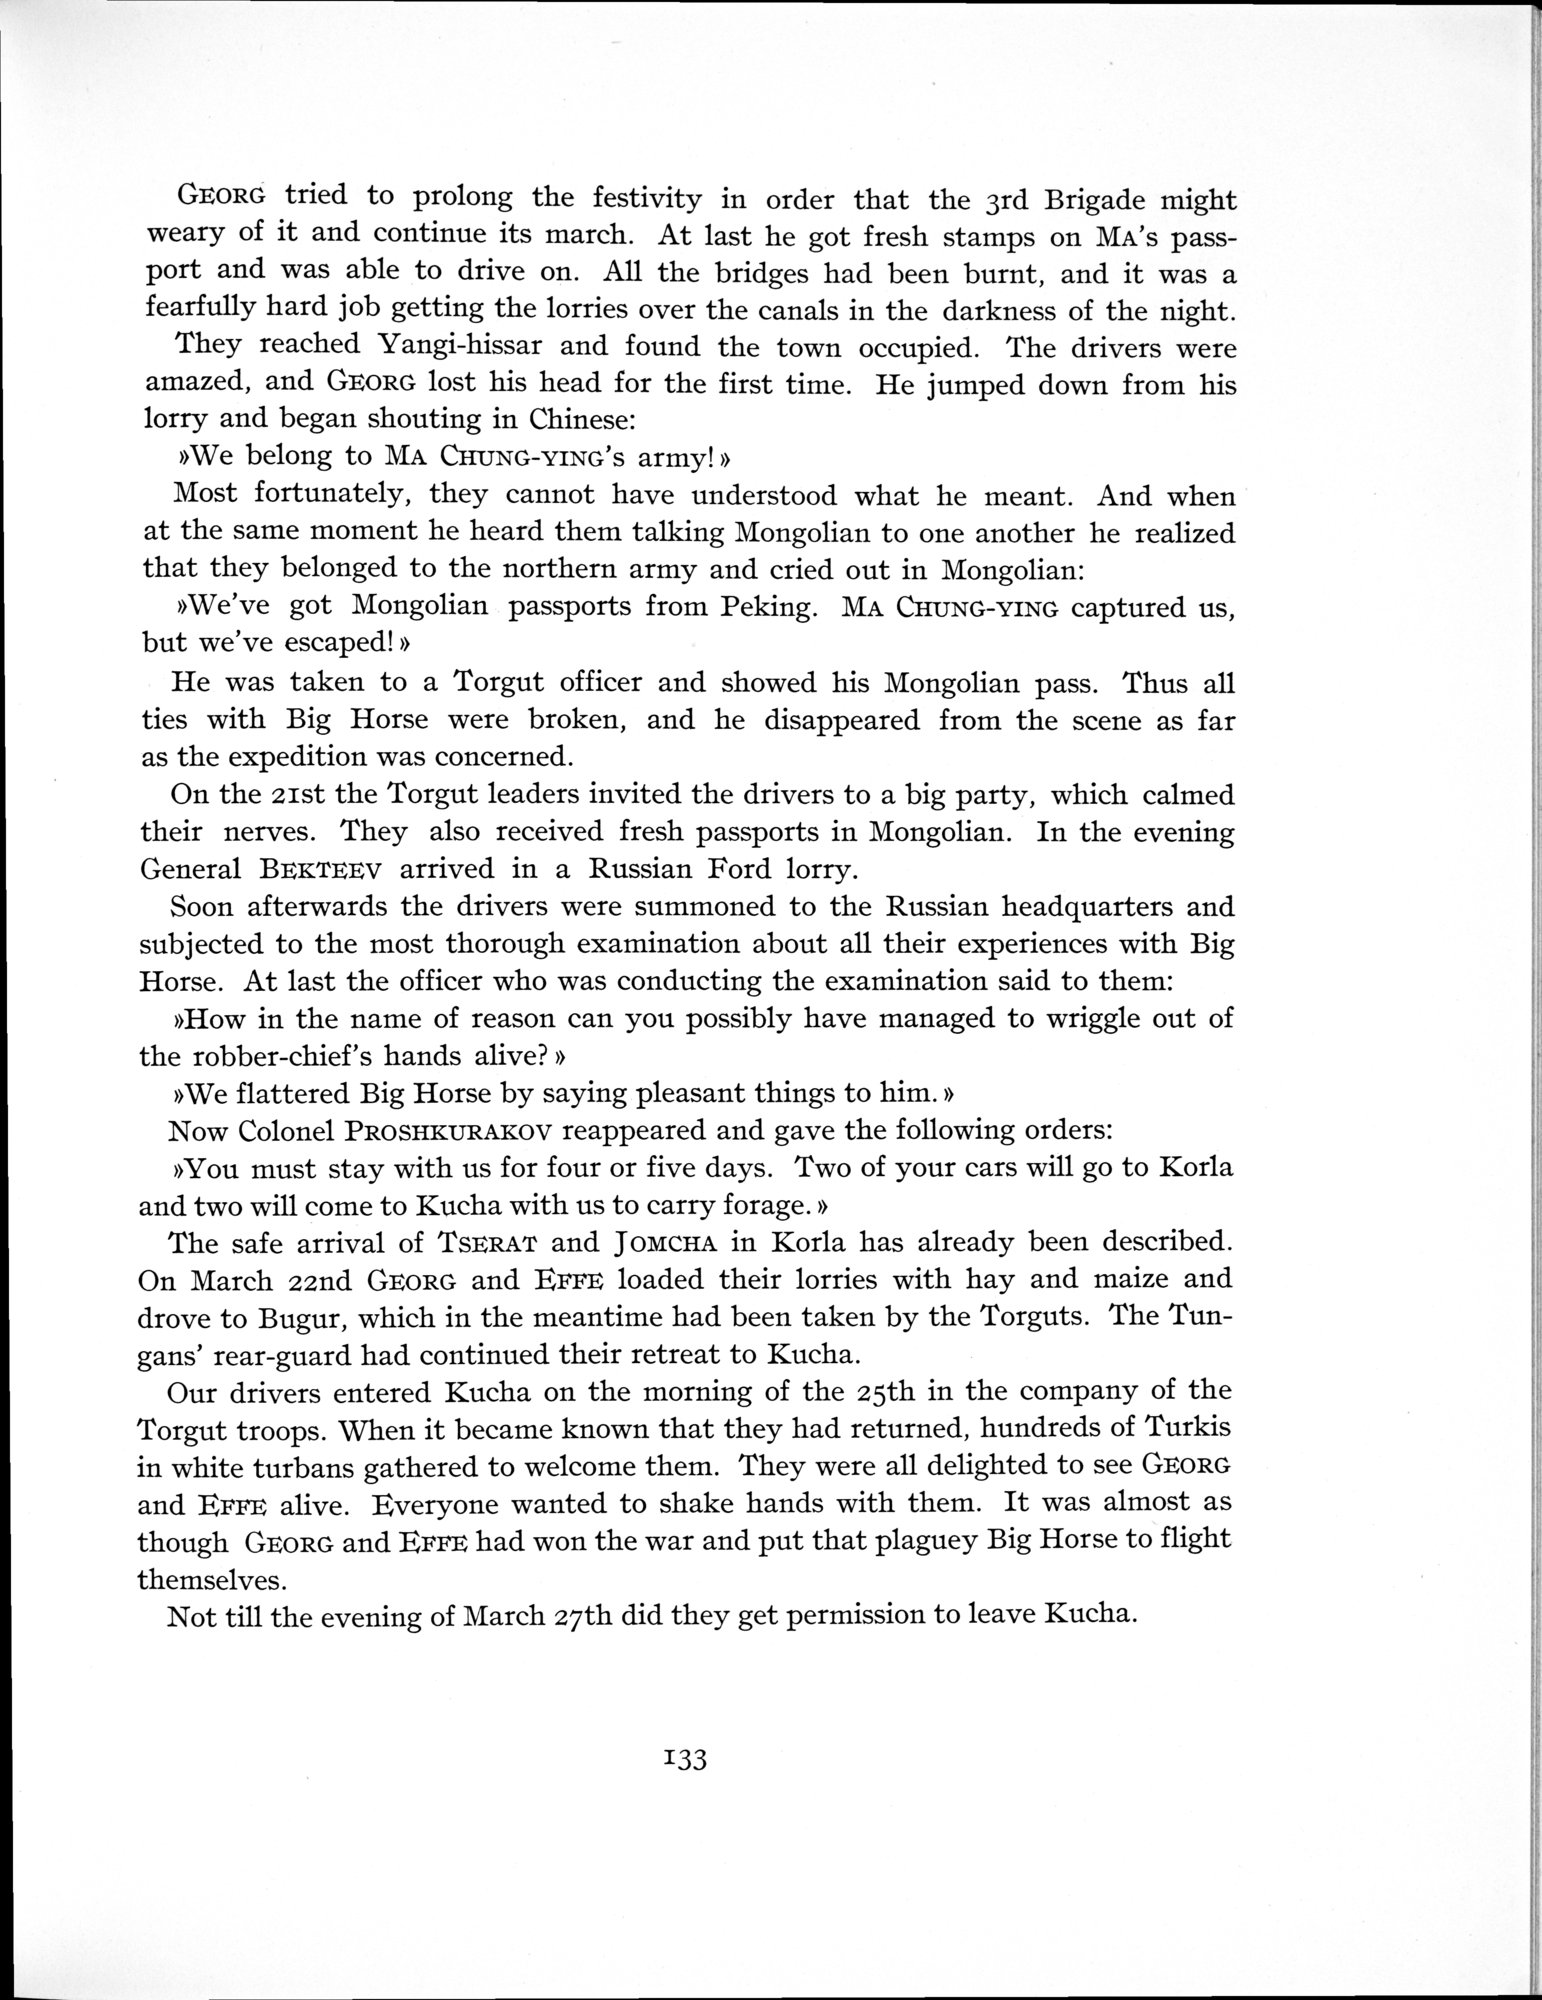 GEORG tried to prolong the festivity in order that the 3rd Brigade might
weary of it and continue its march. At last he got fresh stamps on MA's pass-
port and was able to drive on. All the bridges had been burnt, and it was a
fearfully hard job getting the lorries over the canals in the darkness of the night.
They reached Yangi-hissar and found the town occupied. The drivers were
amazed, and GEORG lost his head for the first time. He jumped down from his
lorry and began shouting in Chinese:
»We belong to MA CHUNG-YING's army!»
Most fortunately, they cannot have understood what he meant. And when
at the same moment he heard them talking Mongolian to one another he realized
that they belonged to the northern army and cried out in Mongolian:
»We've got Mongolian passports from Peking. MA CHUNG-YING captured us,
but we've escaped!»
He was taken to a Torgut officer and showed his Mongolian pass. Thus all
ties with Big Horse were broken, and he disappeared from the scene as far
as the expedition was concerned.
On the 21st the Torgut leaders invited the drivers to a big party, which calmed
their nerves. They also received fresh passports in Mongolian. In the evening
General BEKTEEV arrived in a Russian Ford lorry.
Soon afterwards the drivers were summoned to the Russian headquarters and
subjected to the most thorough examination about all their experiences with Big
Horse. At last the officer who was conducting the examination said to them:
»How in the name of reason can you possibly have managed to wriggle out of
the robber-chief's hands alive?»
»We flattered Big Horse by saying pleasant things to him.»
Now Colonel PROSHKURAKOV reappeared and gave the following orders:
»You must stay with us for four or five days. Two of your cars will go to Korla
and two will come to Kucha with us to carry forage.»
The safe arrival of TSERAT and JOMCHA in Korla has already been described.
On March 22nd GEORG and EFFE loaded their lorries with hay and maize and
drove to Bugur, which in the meantime had been taken by the Torguts. The Tun-
gans' rear-guard had continued their retreat to Kucha.
Our drivers entered Kucha on the morning of the 25th in the company of the
Torgut troops. When it became known that they had returned, hundreds of Turkis
in white turbans gathered to welcome them. They were all delighted to see GEORG
and EFFE alive. Everyone wanted to shake hands with them. It was almost as
though GEORG and EFFE had won the war and put that plaguey Big Horse to flight
themselves.
Not till the evening of March 27th did they get permission to leave Kucha.
133